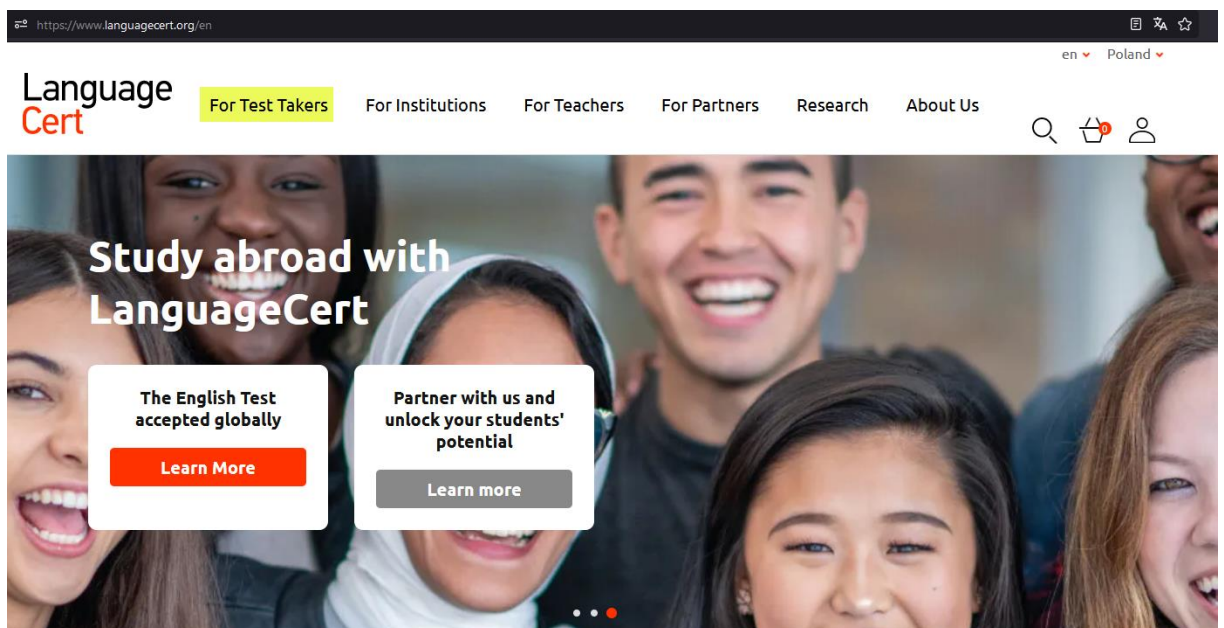 https://www.languagecert.org/en
en Poland
Language
Cert
For Test Takers For Institutions For Teachers For Partners Research About Us
0
Study abroad with
LanguageCert
The English Test
accepted globally
Learn More
Partner with us and
unlock your students'
potential
Learn more